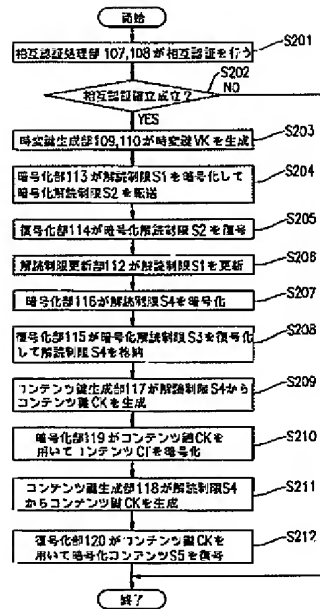 開始
相互認証処理部107,108が相互認証を行う
S201
S202
相互認証確立成立?
NO
YES
時変鍵生成部109,110が時変鍵VKを生成
S203
暗号化部113が解読制限S1を暗号化して
暗号化解読制限S2を転送
S204
復号化部114が暗号化解読制限S2を復号
S205
解読制限更新部112が解読制限S1を更新
S206
暗号化部116が解読制限S4を暗号化
S207
復号化部115が暗号化解読制限S3を復号化
して解読制限S4を格納
S208
コンテンツ鍵生成部117が解読制限S4から
コンテンツ鍵CKを生成
S209
暗号化部119がコンテンツ鍵CKを
用いてコンテンツCTを暗号化
S210
コンテンツ鍵生成部118が解読制限S4
からコンテンツ鍵CKを生成
S211
復号化部120がコンテンツ鍵CKを
用いて暗号化コンテンツS5を復号
S212
終了